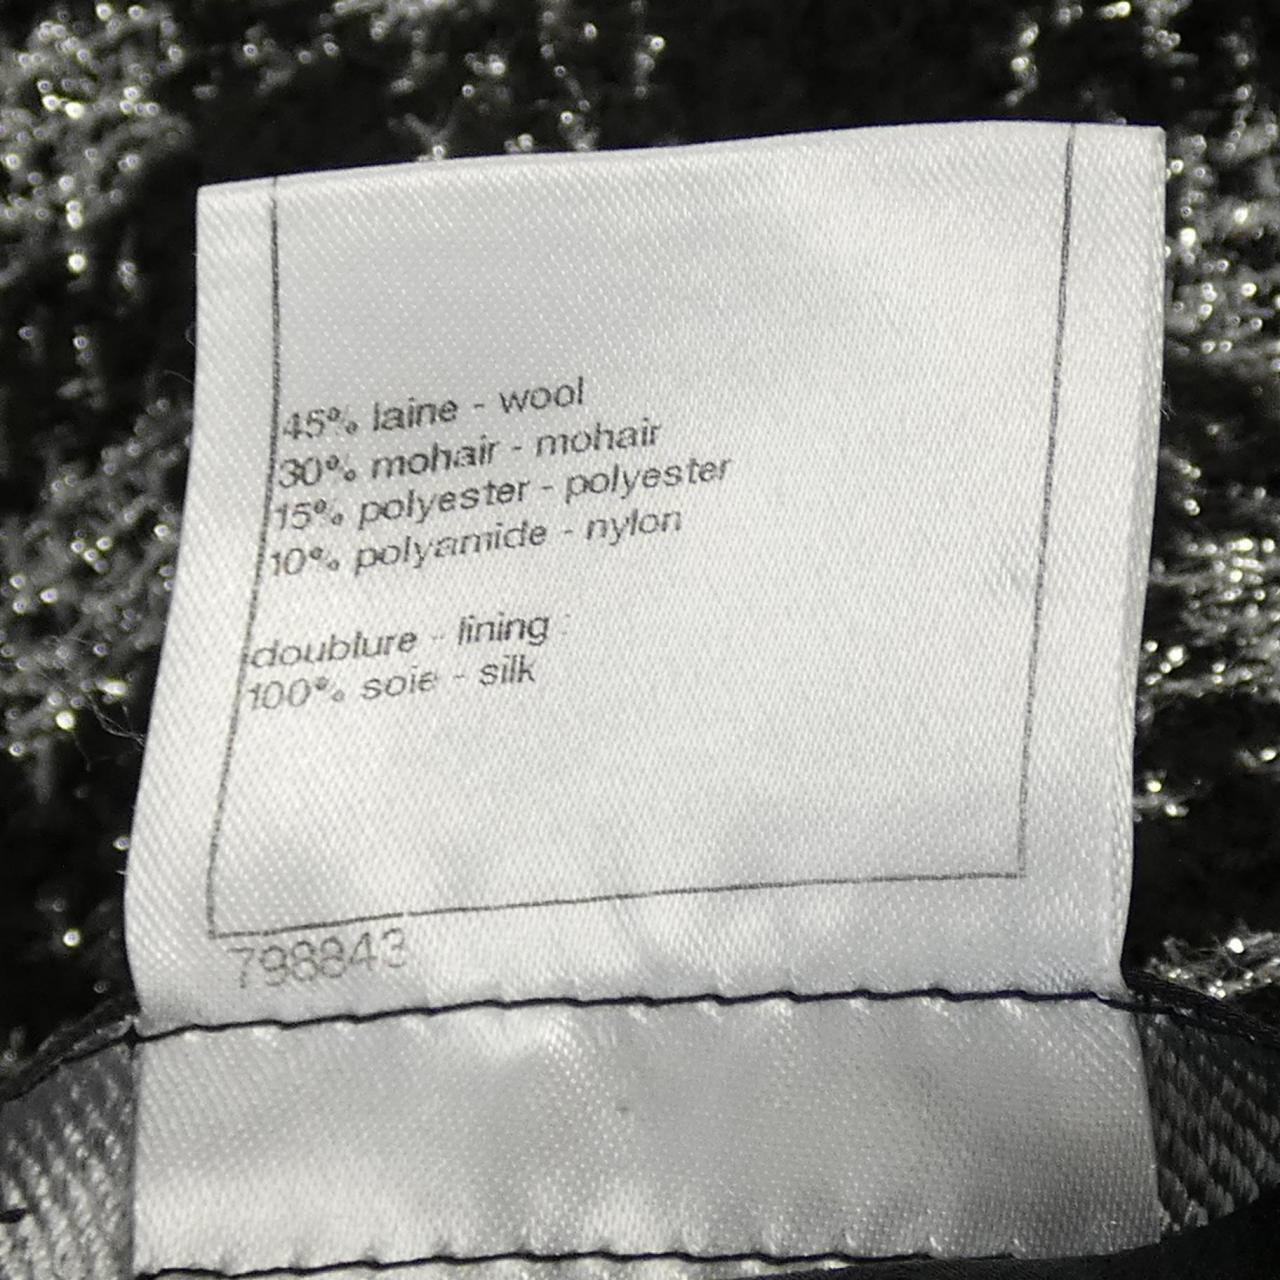 45% laine - wool
30% mohair - mohair
15% polyester - polyester
10% polyamide - nylon
doublure - lining :
100% soie - silk
798843